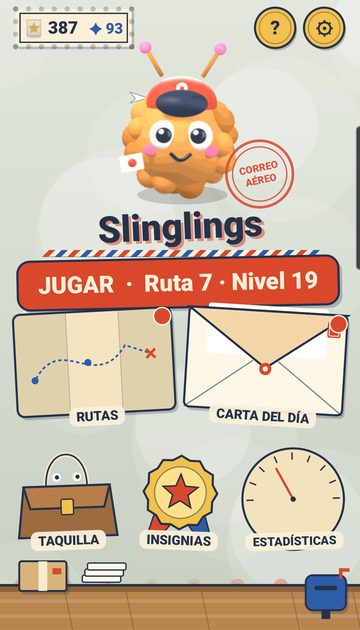 387 93
?
CORREO
AÉREO
Slinglings
JUGAR · Ruta 7 · Nivel 19
RUTAS
CARTA DEL DÍA
TAQUILLA
INSIGNIAS
ESTADÍSTICAS